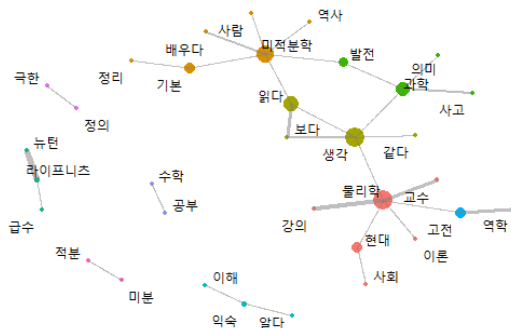 역사
사람
미적분학
배우다
발전
의미
과학
정리
기본
극한
읽다
사고
정의
보다
뉴턴
생각
같다
라이프니츠
수학
물리학
교수
공부
급수
강의
고전
역학
현대
이론
적분
사회
이해
미분
익숙
알다